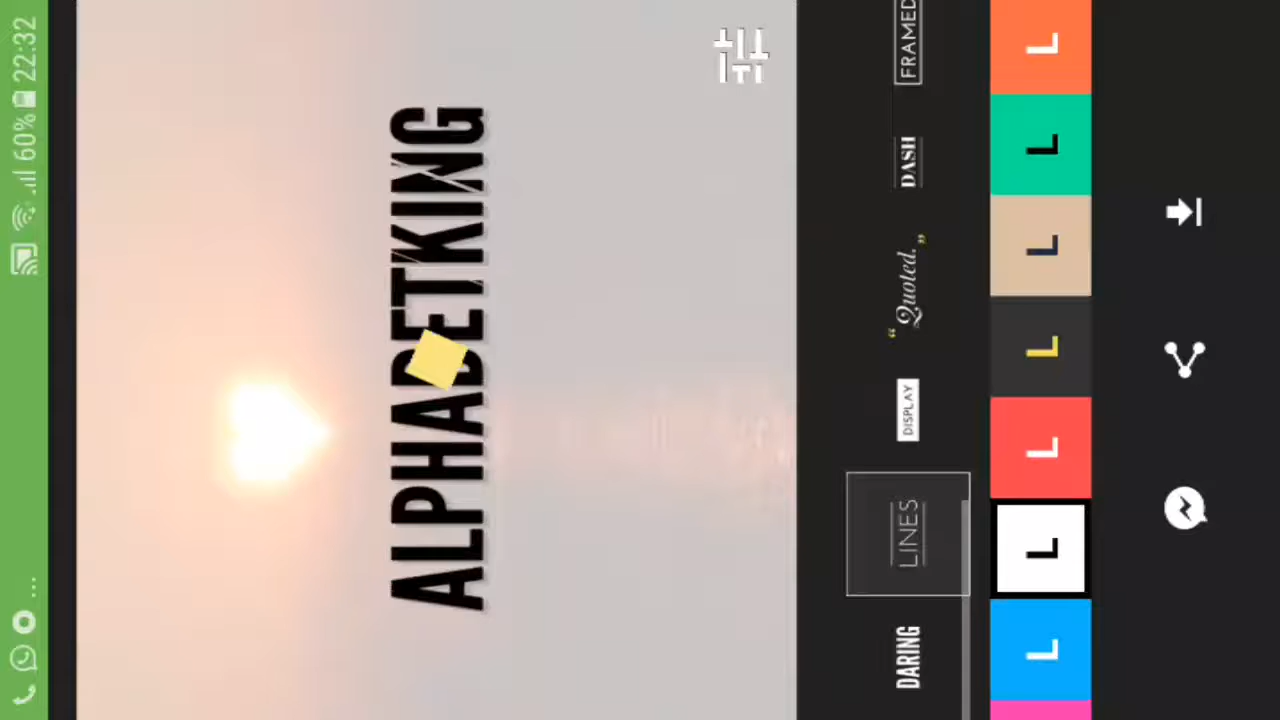 60% 22:32
ALPHABETKING
DARING LINES DISPLAY “Quoted.” DASH FRAMED
L L L L L L L